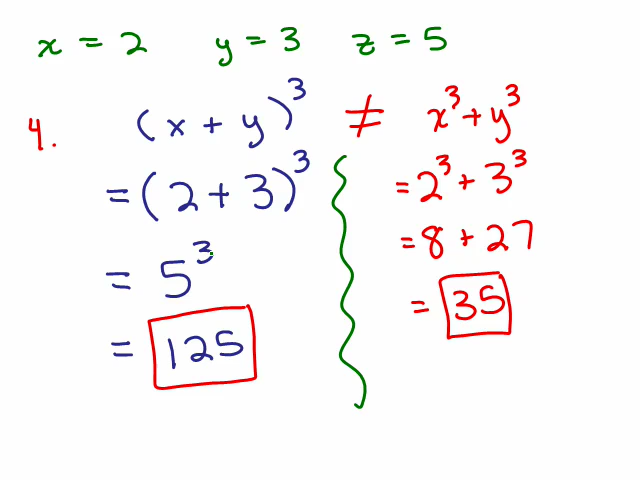 x = 2   y = 3   z = 5
4. (x + y)³ ≠ x³ + y³
= (2 + 3)³
= 5³
= 125
= 2³ + 3³
= 8 + 27
= 35